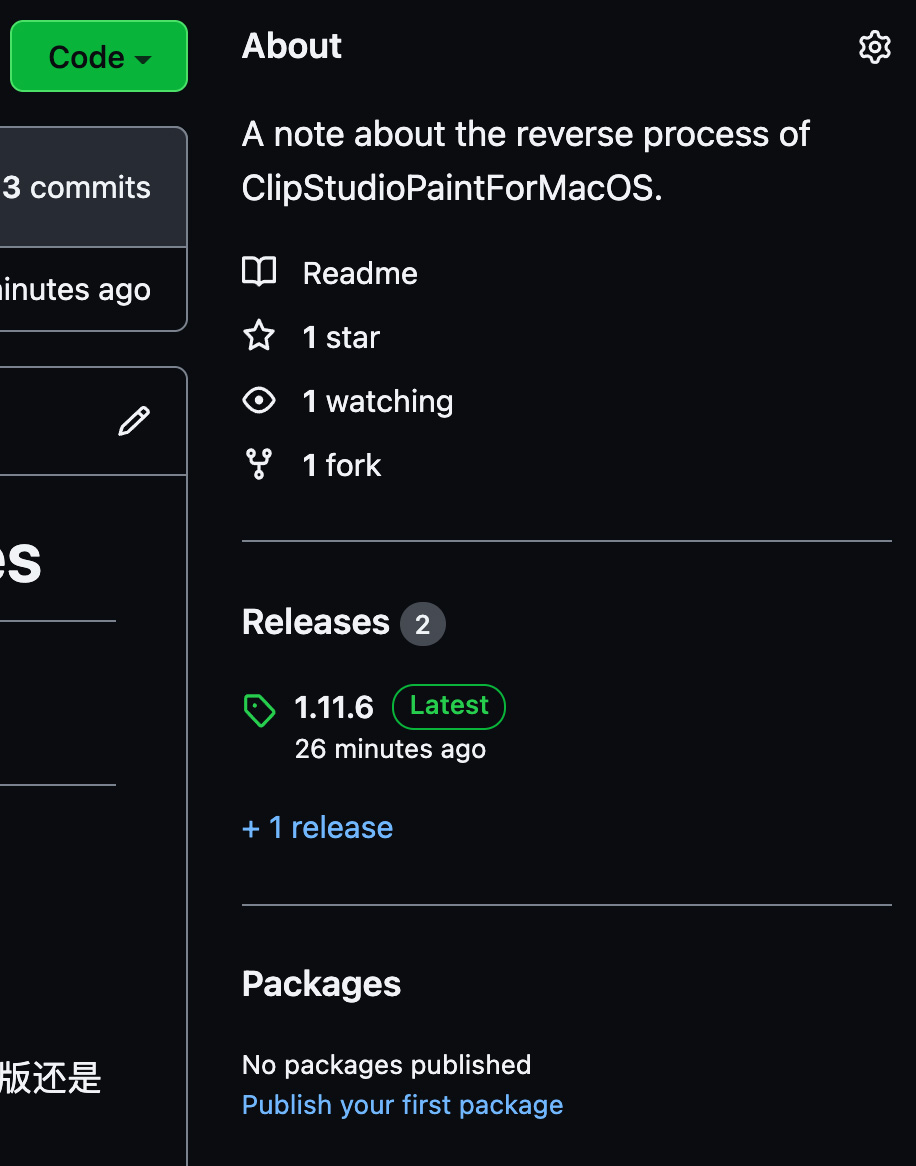 Code
About
A note about the reverse process of
ClipStudioPaintForMacOS.
3 commits
Readme
minutes ago
1 star
1 watching
1 fork
es
Releases 2
1.11.6 Latest
26 minutes ago
+ 1 release
Packages
No packages published
版还是
Publish your first package